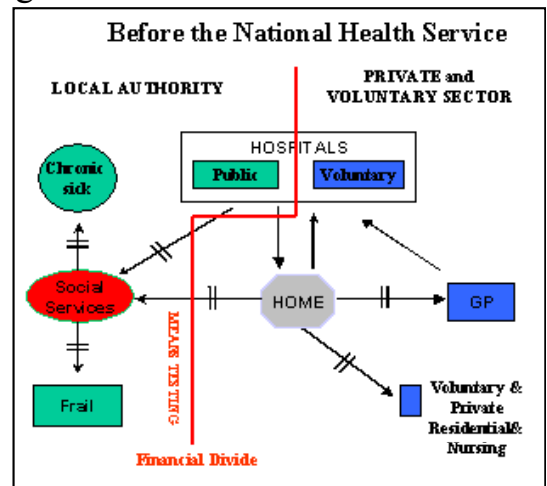 Before the National Health Service
LOCAL AUTHORITY
PRIVATE and
VOLUNTARY SECTOR
HOSPITALS
Public
Voluntary
Chronic
sick
Social
Services
HOME
GP
MEANS TESTING
Frail
Voluntary &
Private
Residential&
Nursing
Financial Divide